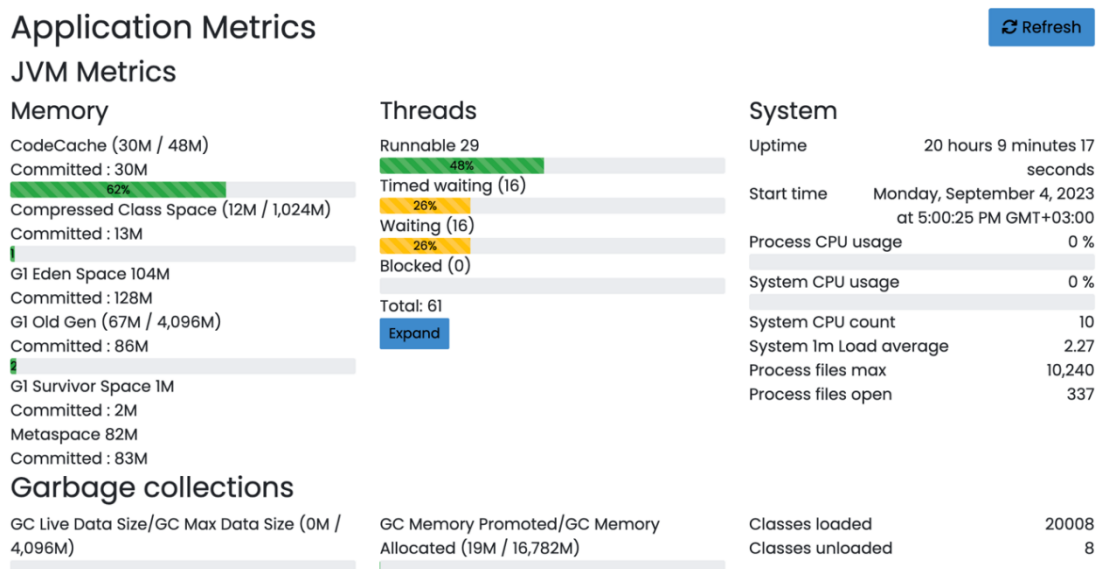 Application Metrics
Refresh
JVM Metrics
Memory
CodeCache (30M / 48M)
Committed : 30M
62%
Compressed Class Space (12M / 1,024M)
Committed : 13M
1
G1 Eden Space 104M
Committed : 128M
G1 Old Gen (67M / 4,096M)
Committed : 86M
2
G1 Survivor Space 1M
Committed : 2M
Metaspace 82M
Committed : 83M
Threads
Runnable 29
48%
Timed waiting (16)
26%
Waiting (16)
26%
Blocked (0)
Total: 61
Expand
System
Uptime 20 hours 9 minutes 17
seconds
Start time Monday, September 4, 2023
at 5:00:25 PM GMT+03:00
Process CPU usage 0 %
System CPU usage 0 %
System CPU count 10
System 1m Load average 2.27
Process files max 10,240
Process files open 337
Garbage collections
GC Live Data Size/GC Max Data Size (0M /
4,096M)
GC Memory Promoted/GC Memory
Allocated (19M / 16,782M)
Classes loaded 20008
Classes unloaded 8